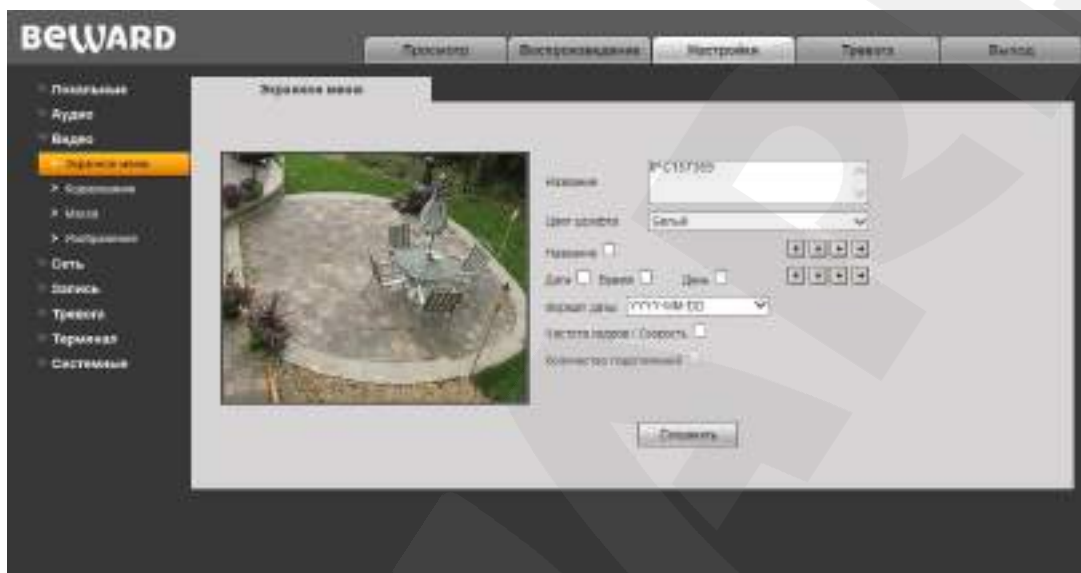 BEWARD
Просмотр
Воспроизведение
Настройки
Тревога
Выход
Локальные
Аудио
Видео
Экранное меню
Кодирование
Маска
Изображение
Сеть
Запись
Тревога
Терминал
Системные
Экранное меню
Название
Цвет шрифта Белый
Название
Дата Время День
Формат даты YYYY-MM-DD
Частота кадров / Скорость
Количество подключений
Сохранить